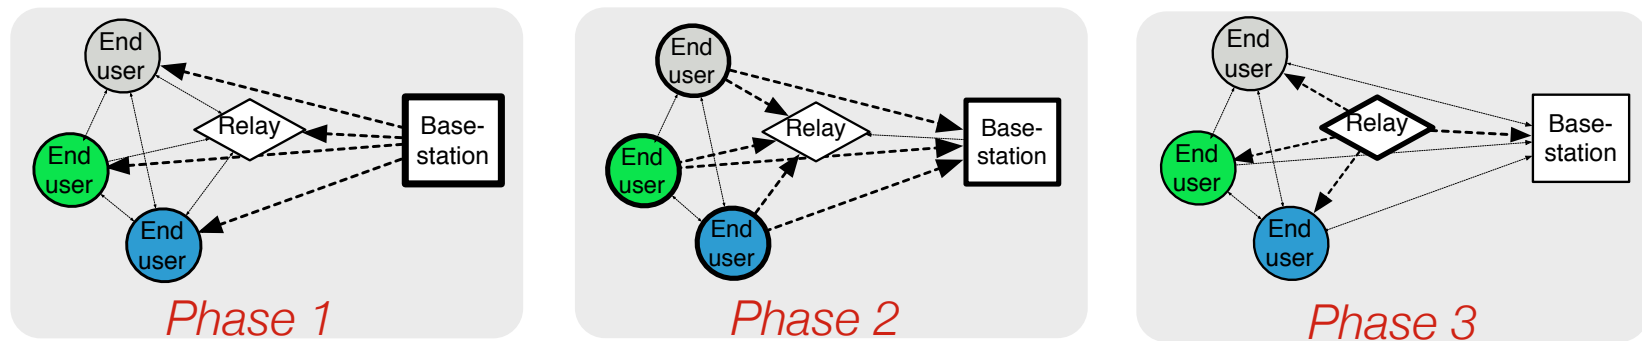 End
user
Relay
Base-
station
End
user
End
user
Phase 1
End
user
Relay
Base-
station
End
user
End
user
Phase 2
End
user
Relay
Base-
station
End
user
End
user
Phase 3